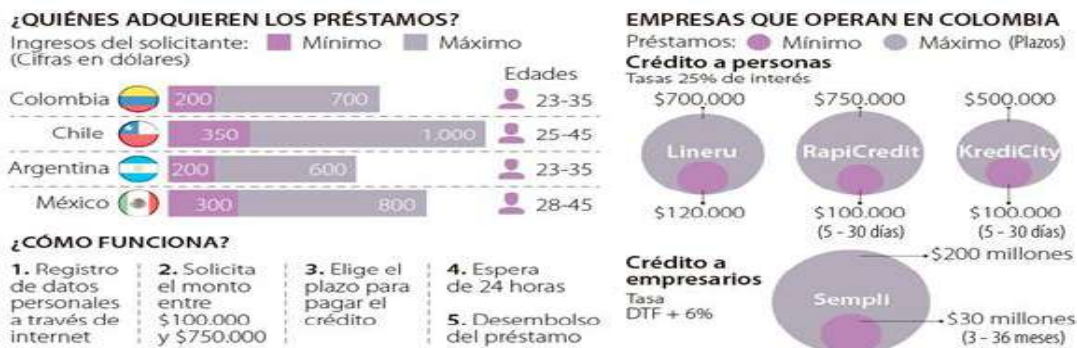 ¿QUIÉNES ADQUIEREN LOS PRÉSTAMOS?
Ingresos del solicitante: Mínimo Máximo
(Cifras en dólares)
Edades
Colombia 200 700 23-35
Chile 350 1.000 25-45
Argentina 200 600 23-35
México 300 800 28-45
¿CÓMO FUNCIONA?
1. Registro
de datos
personales
a través de
internet
2. Solicita
el monto
entre
$100.000
y $750.000
3. Elige el
plazo para
pagar el
crédito
4. Espera
de 24 horas
5. Desembolso
del préstamo
EMPRESAS QUE OPERAN EN COLOMBIA
Préstamos: Mínimo Máximo (Plazos)
Crédito a personas
Tasas 25% de interés
$700.000 $750.000 $500.000
Lineru RapiCredit KrediCity
$120.000 $100.000 $100.000
(5 - 30 días) (5 - 30 días)
Crédito a
empresarios
Tasa
DTF + 6%
$200 millones
Sempli
$30 millones
(3 - 36 meses)